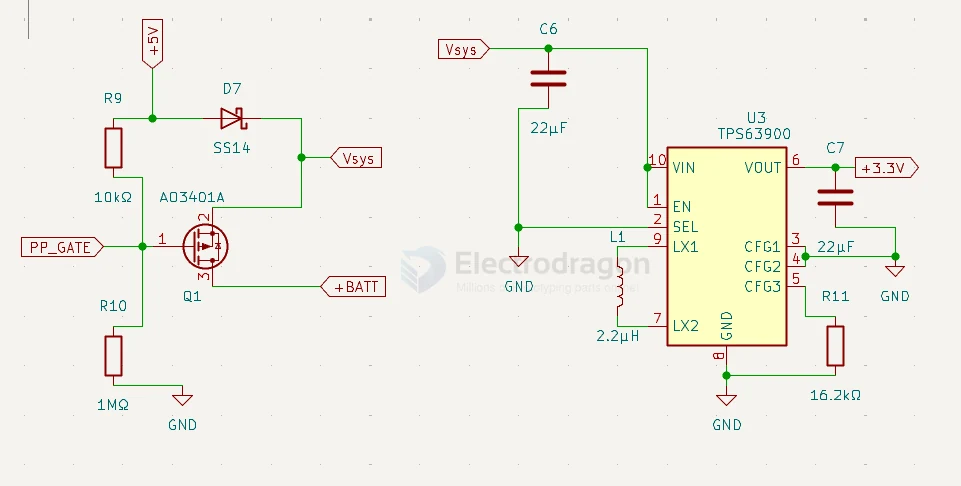 +5V
R9
10kΩ
D7
SS14
Vsys
AO3401A
PP_GATE
1
2
3
Q1
+BATT
R10
1MΩ
GND
Vsys
C6
22µF
GND
U3
TPS63900
10
VIN
1
EN
2
SEL
9
LX1
7
LX2
VOUT
6
CFG1
3
CFG2
4
CFG3
5
GND
8
L1
2.2µH
C7
+3.3V
22µF
GND
R11
16.2kΩ
GND
Electrodragon